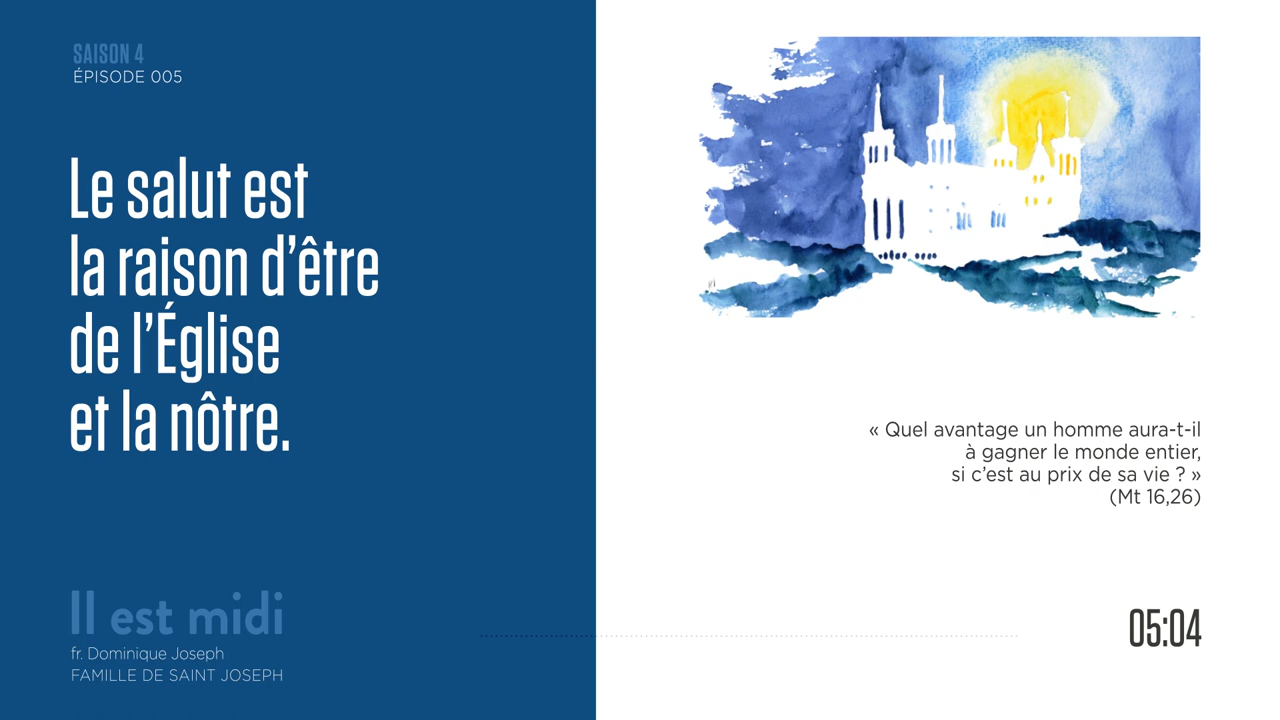 SAISON 4
ÉPISODE 005
Le salut est
la raison d’être
de l’Église
et la nôtre.
Il est midi
fr. Dominique Joseph
FAMILLE DE SAINT JOSEPH
« Quel avantage un homme aura-t-il
à gagner le monde entier,
si c’est au prix de sa vie ? »
(Mt 16,26)
05:04